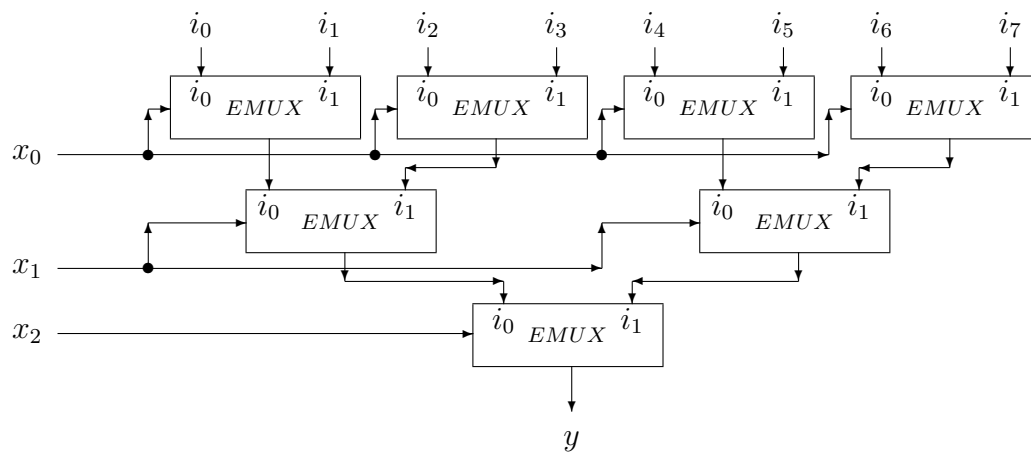 i₀ i₁ i₂ i₃ i₄ i₅ i₆ i₇
i₀ i₁ i₀ i₁ i₀ i₁ i₀ i₁
EMUX EMUX EMUX EMUX
x₀
i₀ i₁ i₀ i₁
EMUX EMUX
x₁
i₀ i₁
x₂ EMUX
y